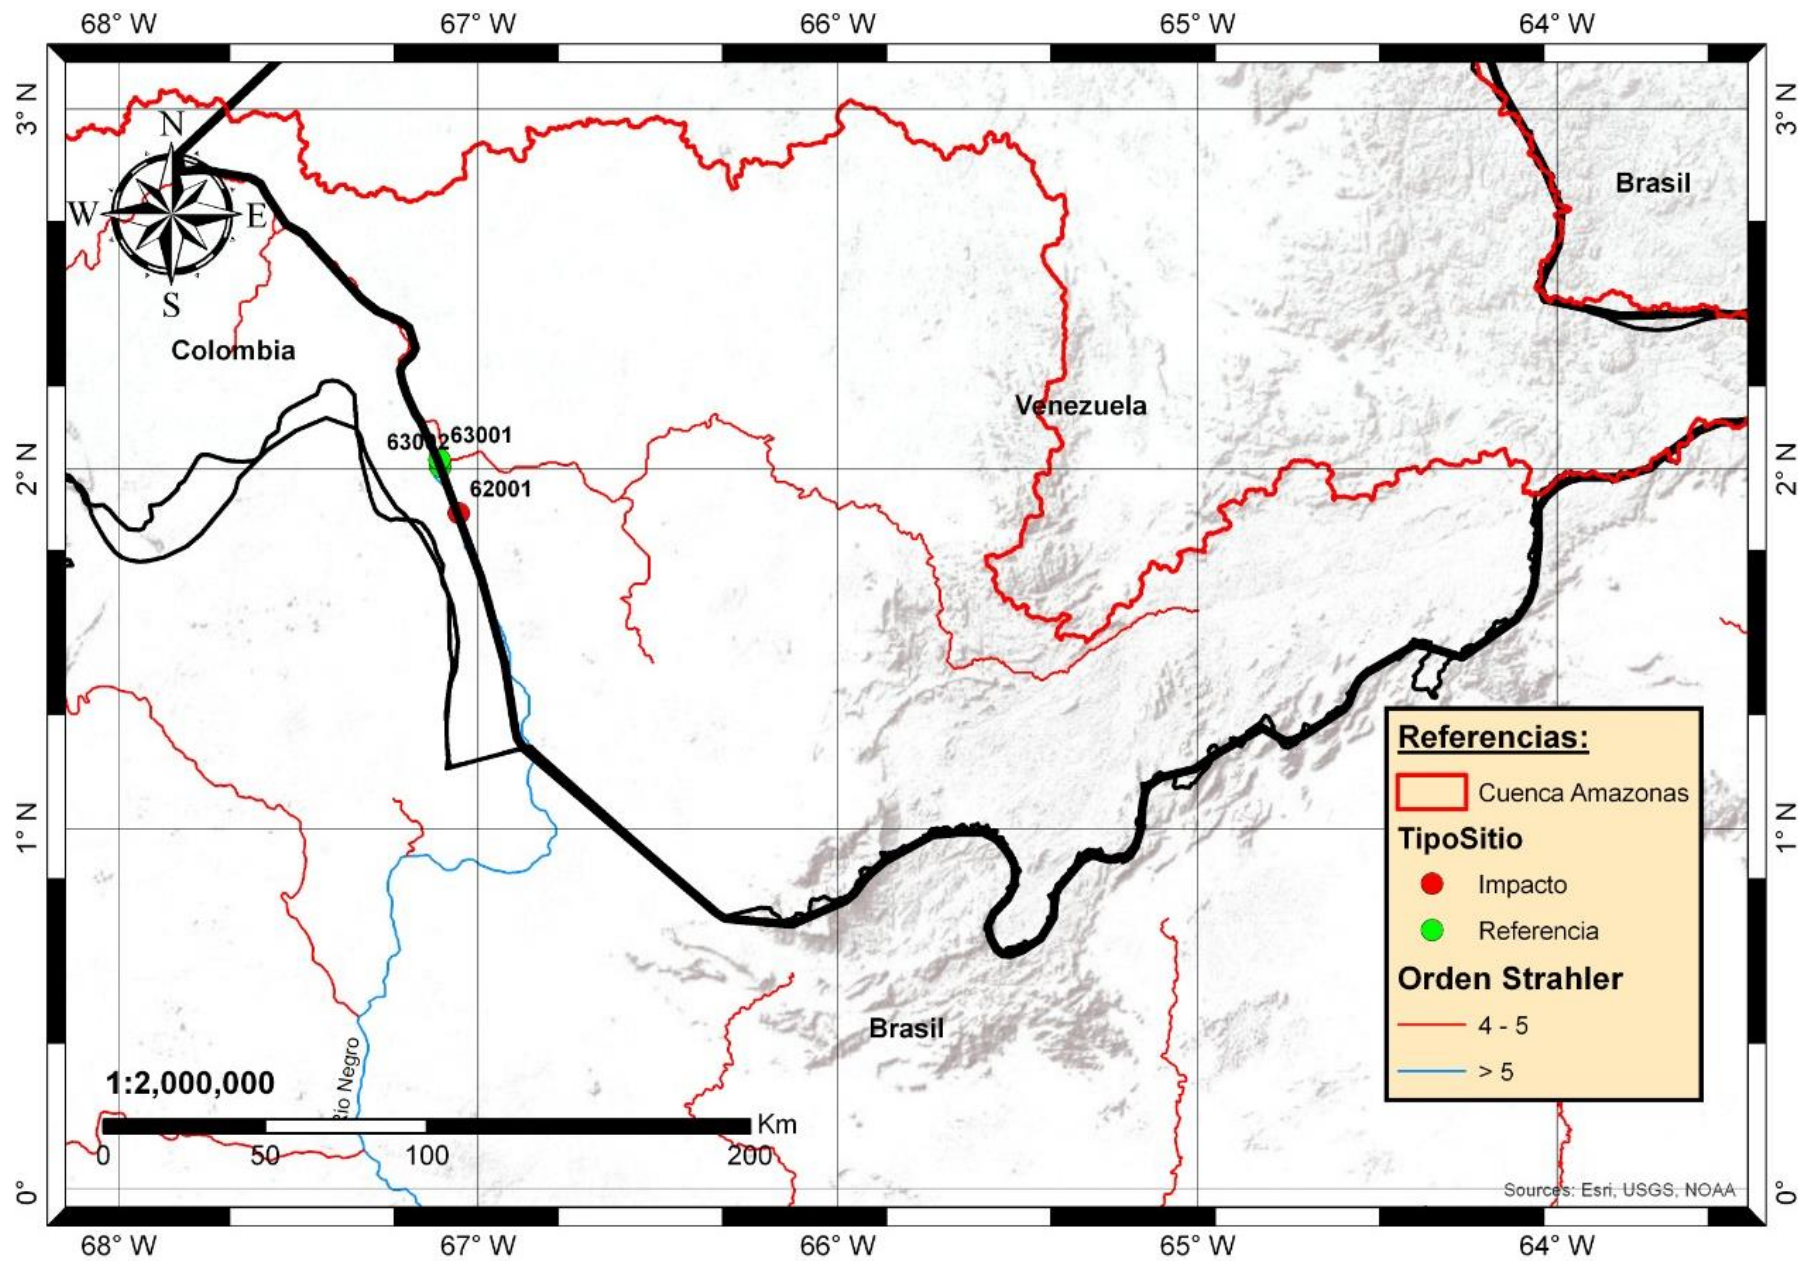 68° W 67° W 66° W 65° W 64° W
3° N
3° N
N
W E
S
Brasil
Colombia
Venezuela
63002 63001
2° N
2° N
62001
Referencias:
Cuenca Amazonas
TipoSitio
Impacto
Referencia
Orden Strahler
4 - 5
> 5
1° N
1° N
Brasil
Río Negro
1:2,000,000
Km
0 50 100 200
Sources: Esri, USGS, NOAA
0°
0°
68° W 67° W 66° W 65° W 64° W